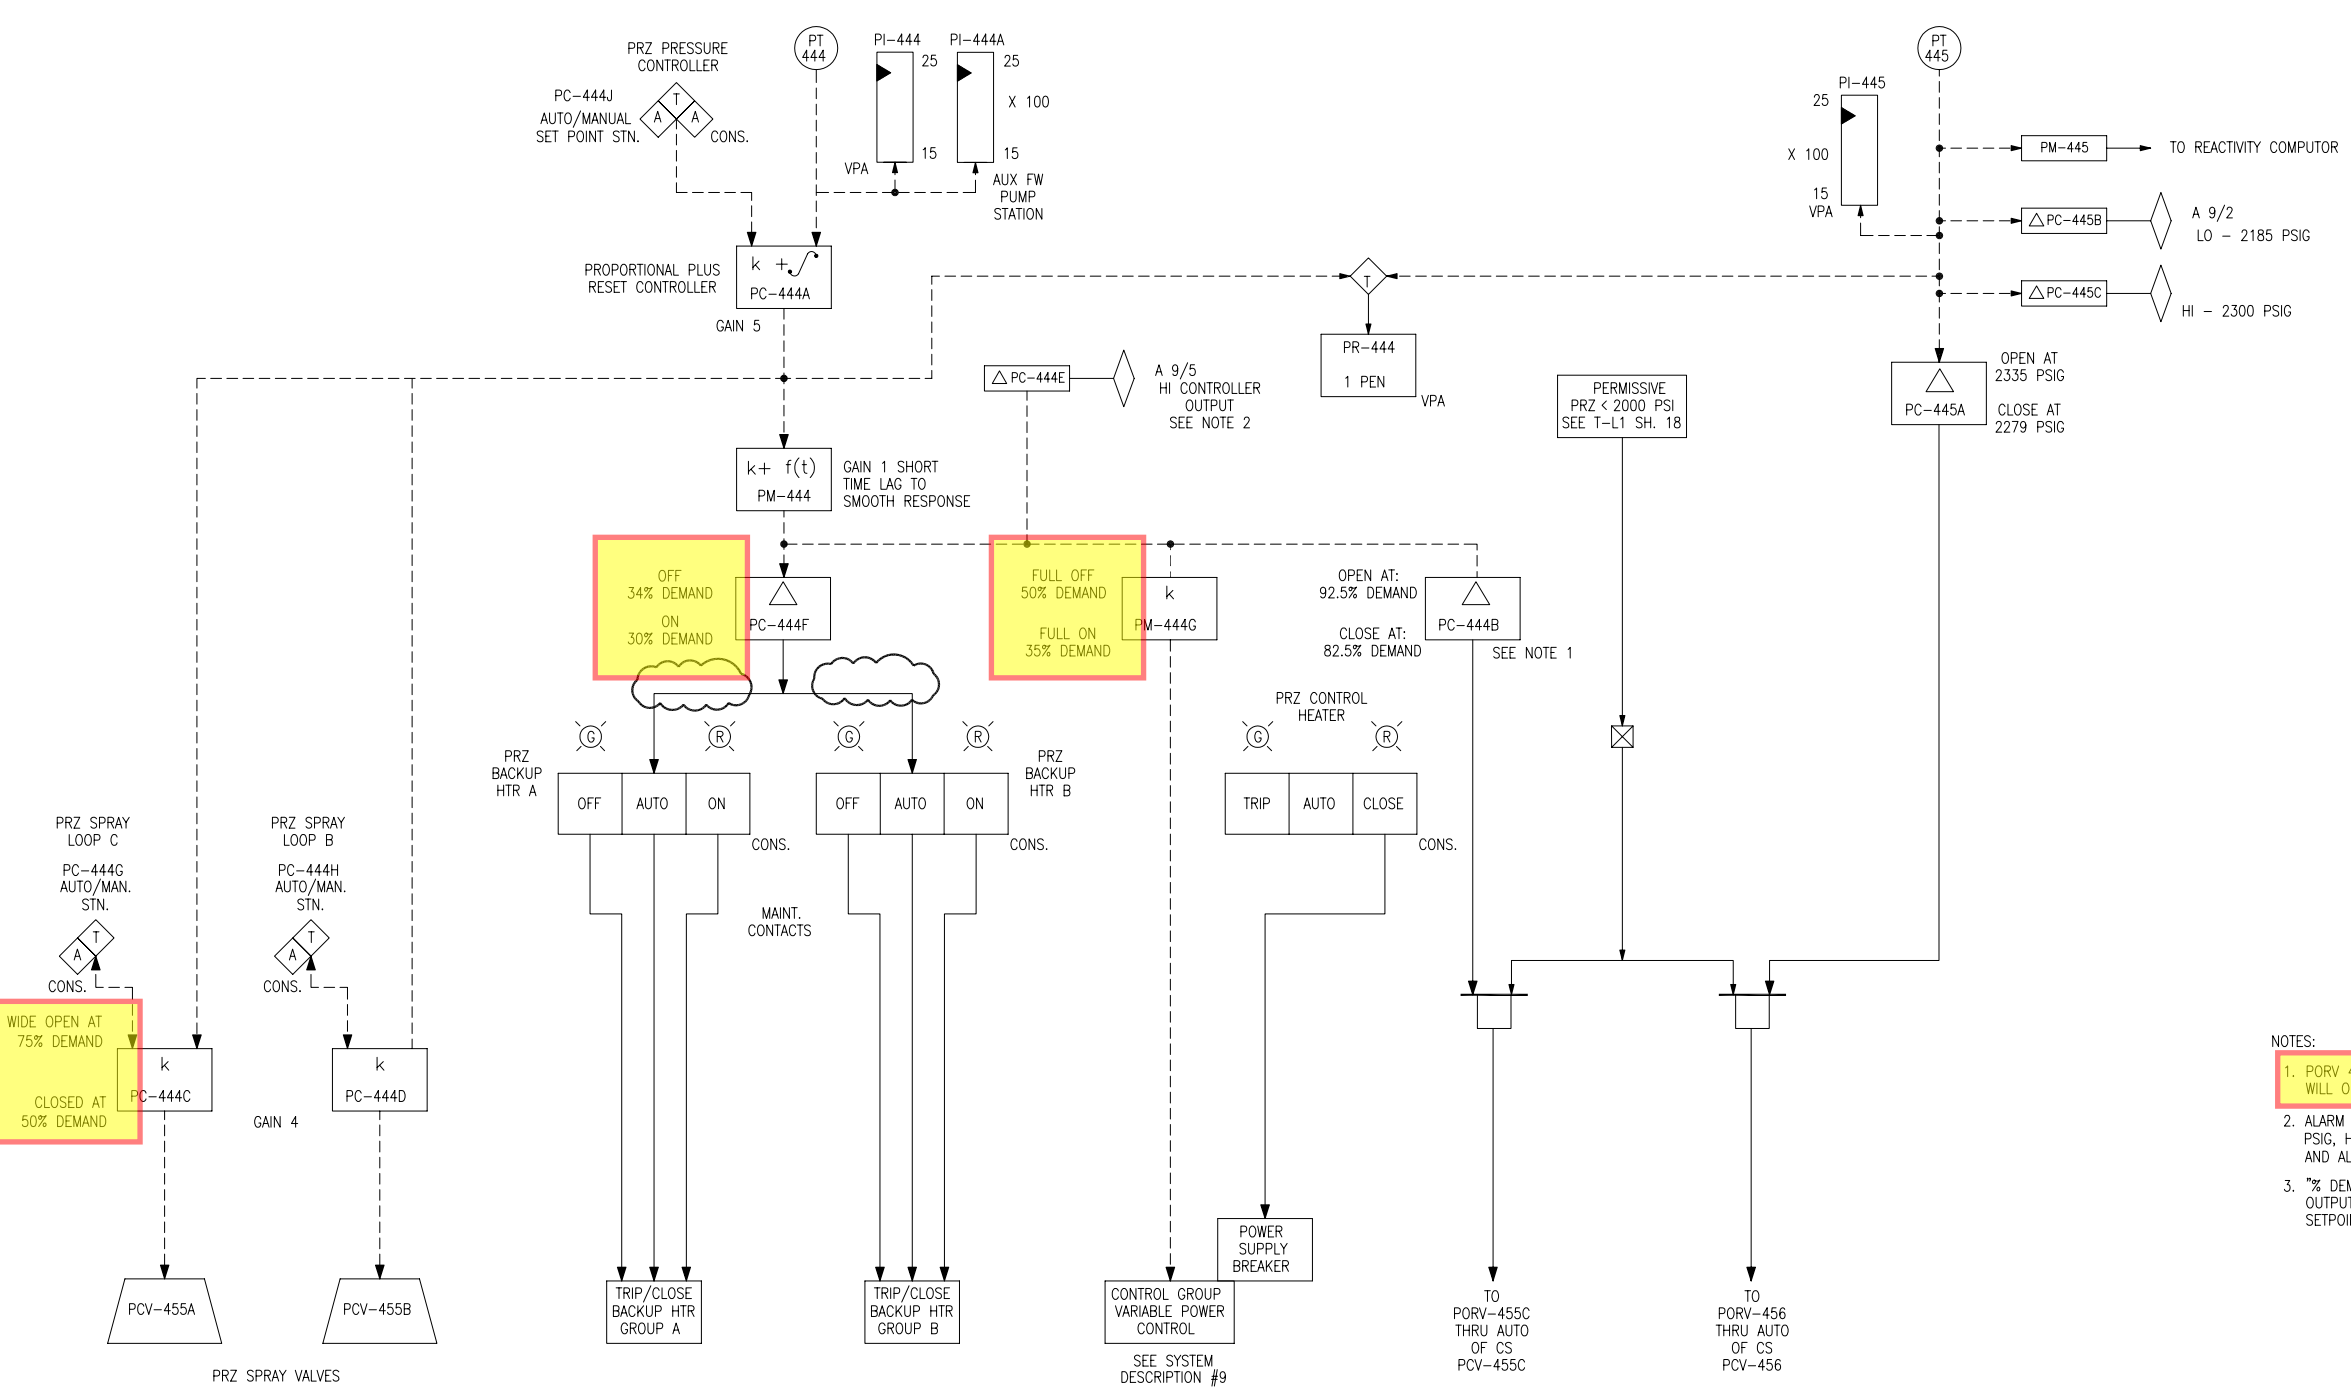 PRZ PRESSURE
CONTROLLER
PC-444J
AUTO/MANUAL
SET POINT STN.
T
A
A
CONS.
PT
444
PI-444
25
15
VPA
PI-444A
25
X 100
15
AUX FW
PUMP
STATION
PT
445
PI-445
25
X 100
15
VPA
PM-445
TO REACTIVITY COMPUTOR
PC-445B
A 9/2
LO - 2185 PSIG
PC-445C
HI - 2300 PSIG
PROPORTIONAL PLUS
RESET CONTROLLER
k +
PC-444A
GAIN 5
T
PR-444
1 PEN
VPA
PC-444E
A 9/5
HI CONTROLLER
OUTPUT
SEE NOTE 2
PERMISSIVE
PRZ < 2000 PSI
SEE T-L1 SH. 18
PC-445A
OPEN AT
2335 PSIG
CLOSE AT
2279 PSIG
k+ f(t)
PM-444
GAIN 1 SHORT
TIME LAG TO
SMOOTH RESPONSE
OFF
34% DEMAND
ON
30% DEMAND
PC-444F
FULL OFF
50% DEMAND
FULL ON
35% DEMAND
k
PM-444G
OPEN AT:
92.5% DEMAND
CLOSE AT:
82.5% DEMAND
PC-444B
SEE NOTE 1
PRZ
BACKUP
HTR A
G
R
OFF
AUTO
ON
CONS.
G
R
PRZ
BACKUP
HTR B
OFF
AUTO
ON
CONS.
PRZ CONTROL
HEATER
G
R
TRIP
AUTO
CLOSE
CONS.
MAINT.
CONTACTS
PRZ SPRAY
LOOP C
PC-444G
AUTO/MAN.
STN.
T
A
CONS.
PRZ SPRAY
LOOP B
PC-444H
AUTO/MAN.
STN.
T
A
CONS.
WIDE OPEN AT
75% DEMAND
CLOSED AT
50% DEMAND
k
PC-444C
k
PC-444D
GAIN 4
PCV-455A
PCV-455B
PRZ SPRAY VALVES
TRIP/CLOSE
BACKUP HTR
GROUP A
TRIP/CLOSE
BACKUP HTR
GROUP B
POWER
SUPPLY
BREAKER
CONTROL GROUP
VARIABLE POWER
CONTROL
SEE SYSTEM
DESCRIPTION #9
TO
PORV-455C
THRU AUTO
OF CS
PCV-455C
TO
PORV-456
THRU AUTO
OF CS
PCV-456
NOTES:
1. PORV
WILL
2. ALARM
PSIG,
AND
3.